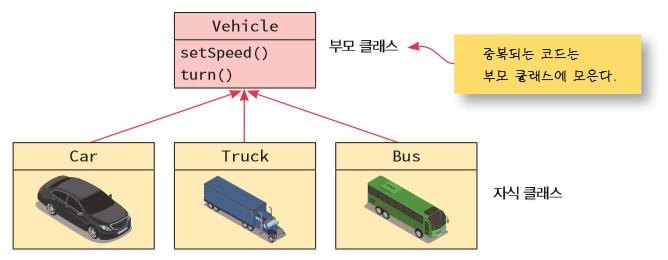 Vehicle
setSpeed()
turn()
부모 클래스
중복되는 코드는
부모 클래스에 모은다.
Car
Truck
Bus
자식 클래스